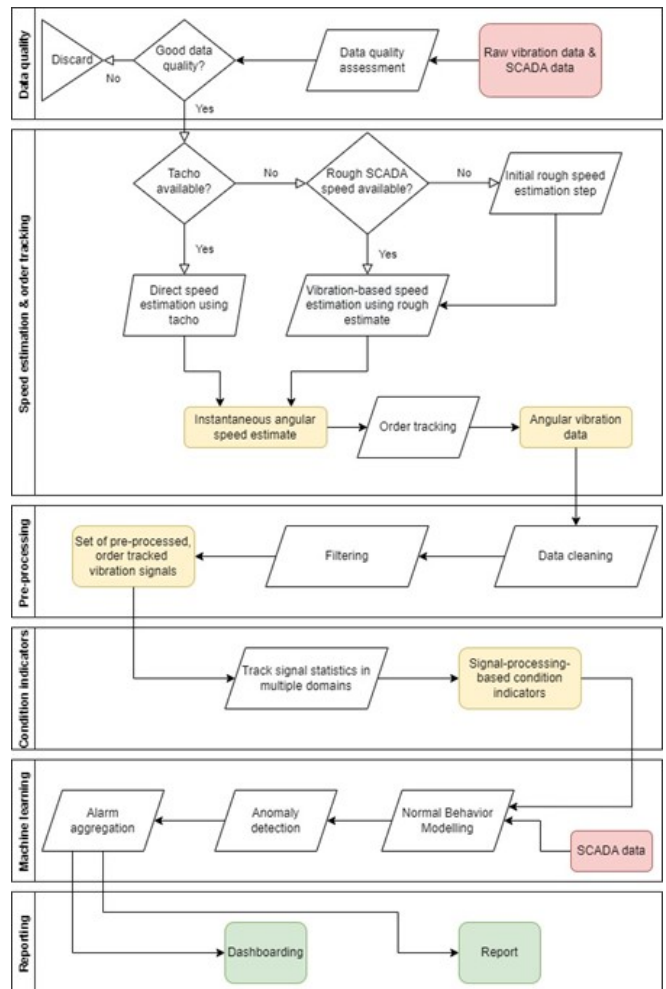 Data quality
Discard
No
Good data
quality?
Data quality
assessment
Raw vibration data &
SCADA data
Yes
Speed estimation & order tracking
Tacho
available?
No
Rough SCADA
speed available?
No
Initial rough speed
estimation step
Yes
Yes
Direct speed
estimation using
tacho
Vibration-based speed
estimation using rough
estimate
Instantaneous angular
speed estimate
Order tracking
Angular vibration
data
Pre-processing
Set of pre-processed,
order tracked
vibration signals
Filtering
Data cleaning
Condition indicators
Track signal statistics in
multiple domains
Signal-processing-
based condition
indicators
Machine learning
Alarm
aggregation
Anomaly
detection
Normal Behavior
Modelling
SCADA data
Reporting
Dashboarding
Report